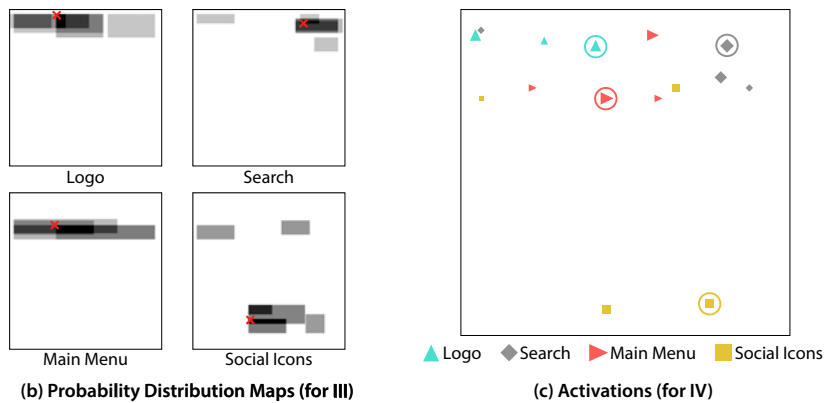 Logo
Search
Main Menu
Social Icons
(b) Probability Distribution Maps (for III)
Logo
Search
Main Menu
Social Icons
(c) Activations (for IV)